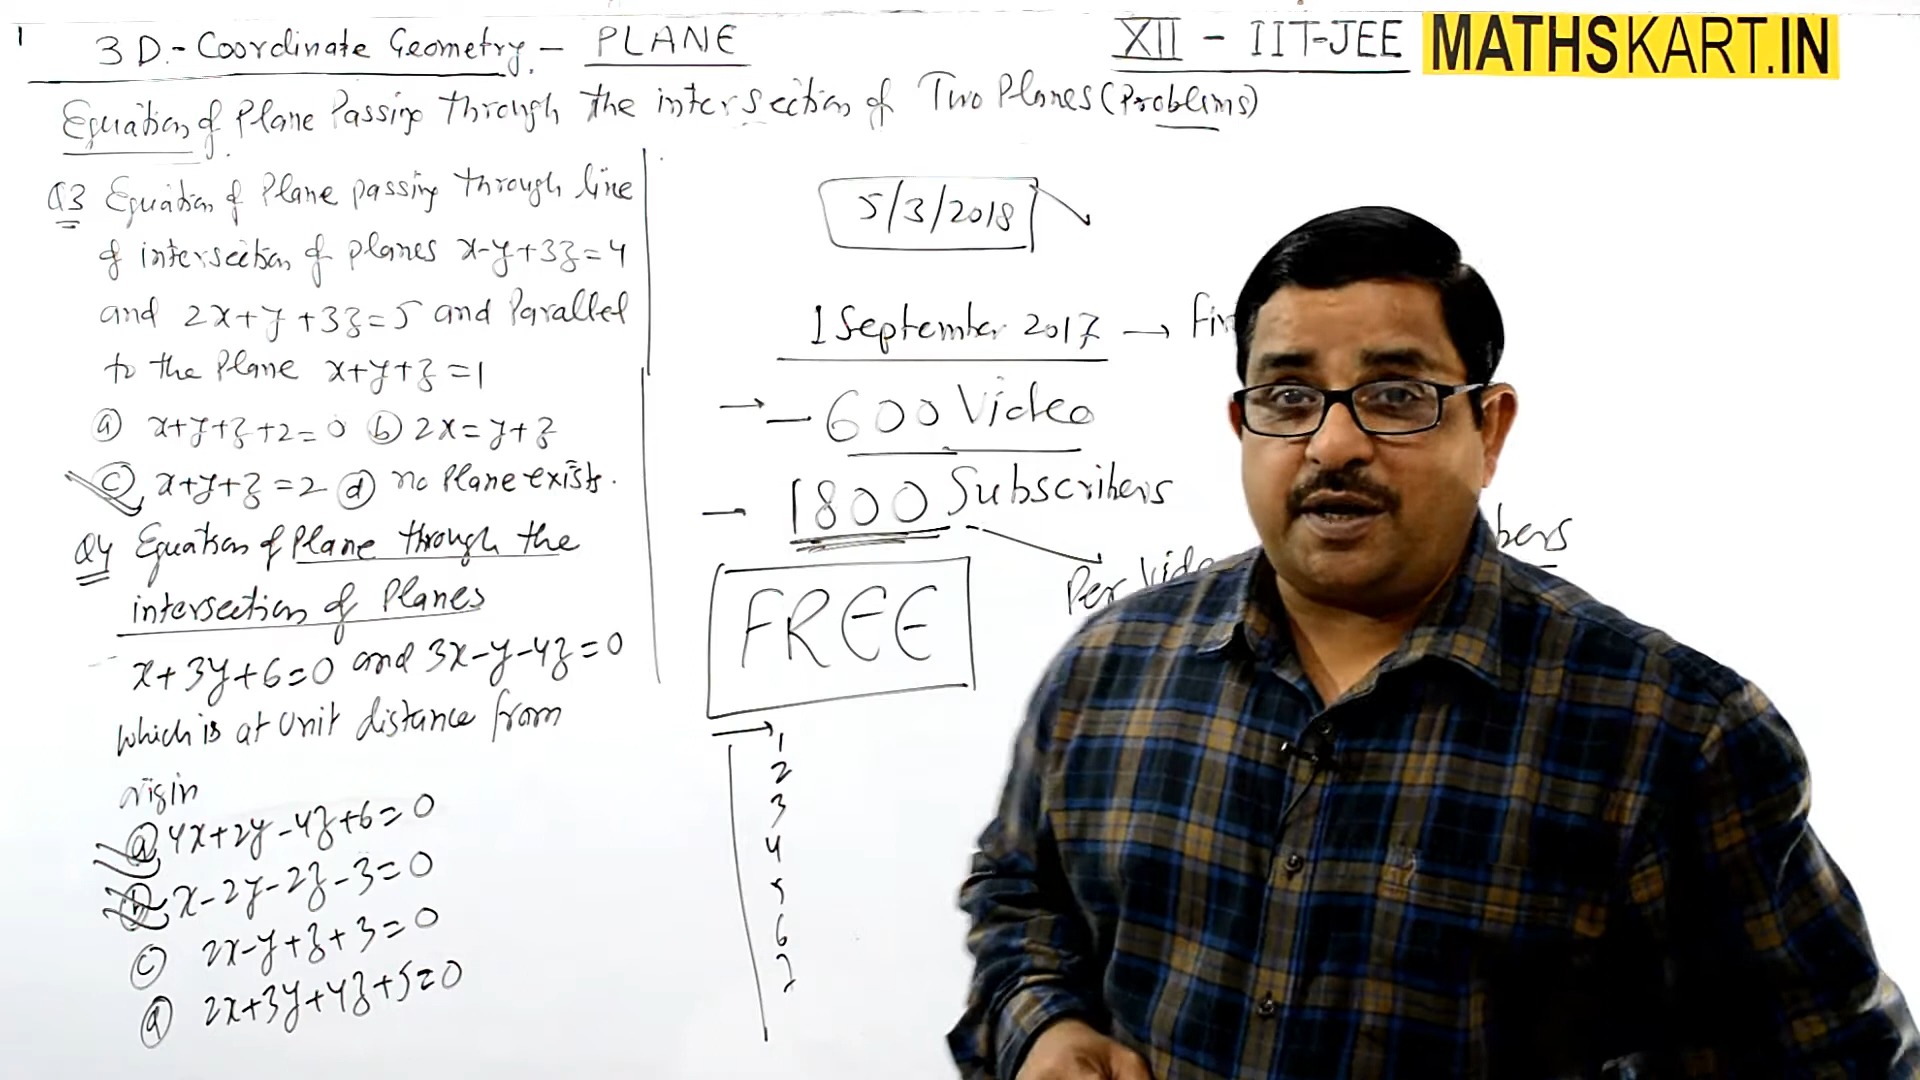 1
3D.- Coordinate Geometry. - PLANE
XII - IIT-JEE
MATHSKART.IN
Equation of Plane Passing through the intersection of Two Planes (Problems)
Q3 Equation of Plane passing through line
of intersection of planes x-y+3z=4
and 2x+y+3z=5 and Parallel
to the Plane x+y+z=1
(a) x+y+z+2=0 (b) 2x=y+z
(c) x+y+z=2 (d) no Plane exists.
Q4 Equation of Plane through the
intersection of Planes
x+3y+6=0 and 3x-y-4z=0
which is at unit distance from
origin
(a) 4x+2y-4z+6=0
(b) x-2y-2z-3=0
(c) 2x-y+z+3=0
(d) 2x+3y+4z+5=0
5/3/2018
1 September 2017 →
→ - 600 Video
- 1800 Subscribers
Per
bers
FREE
1
2
3
4
5
6
7